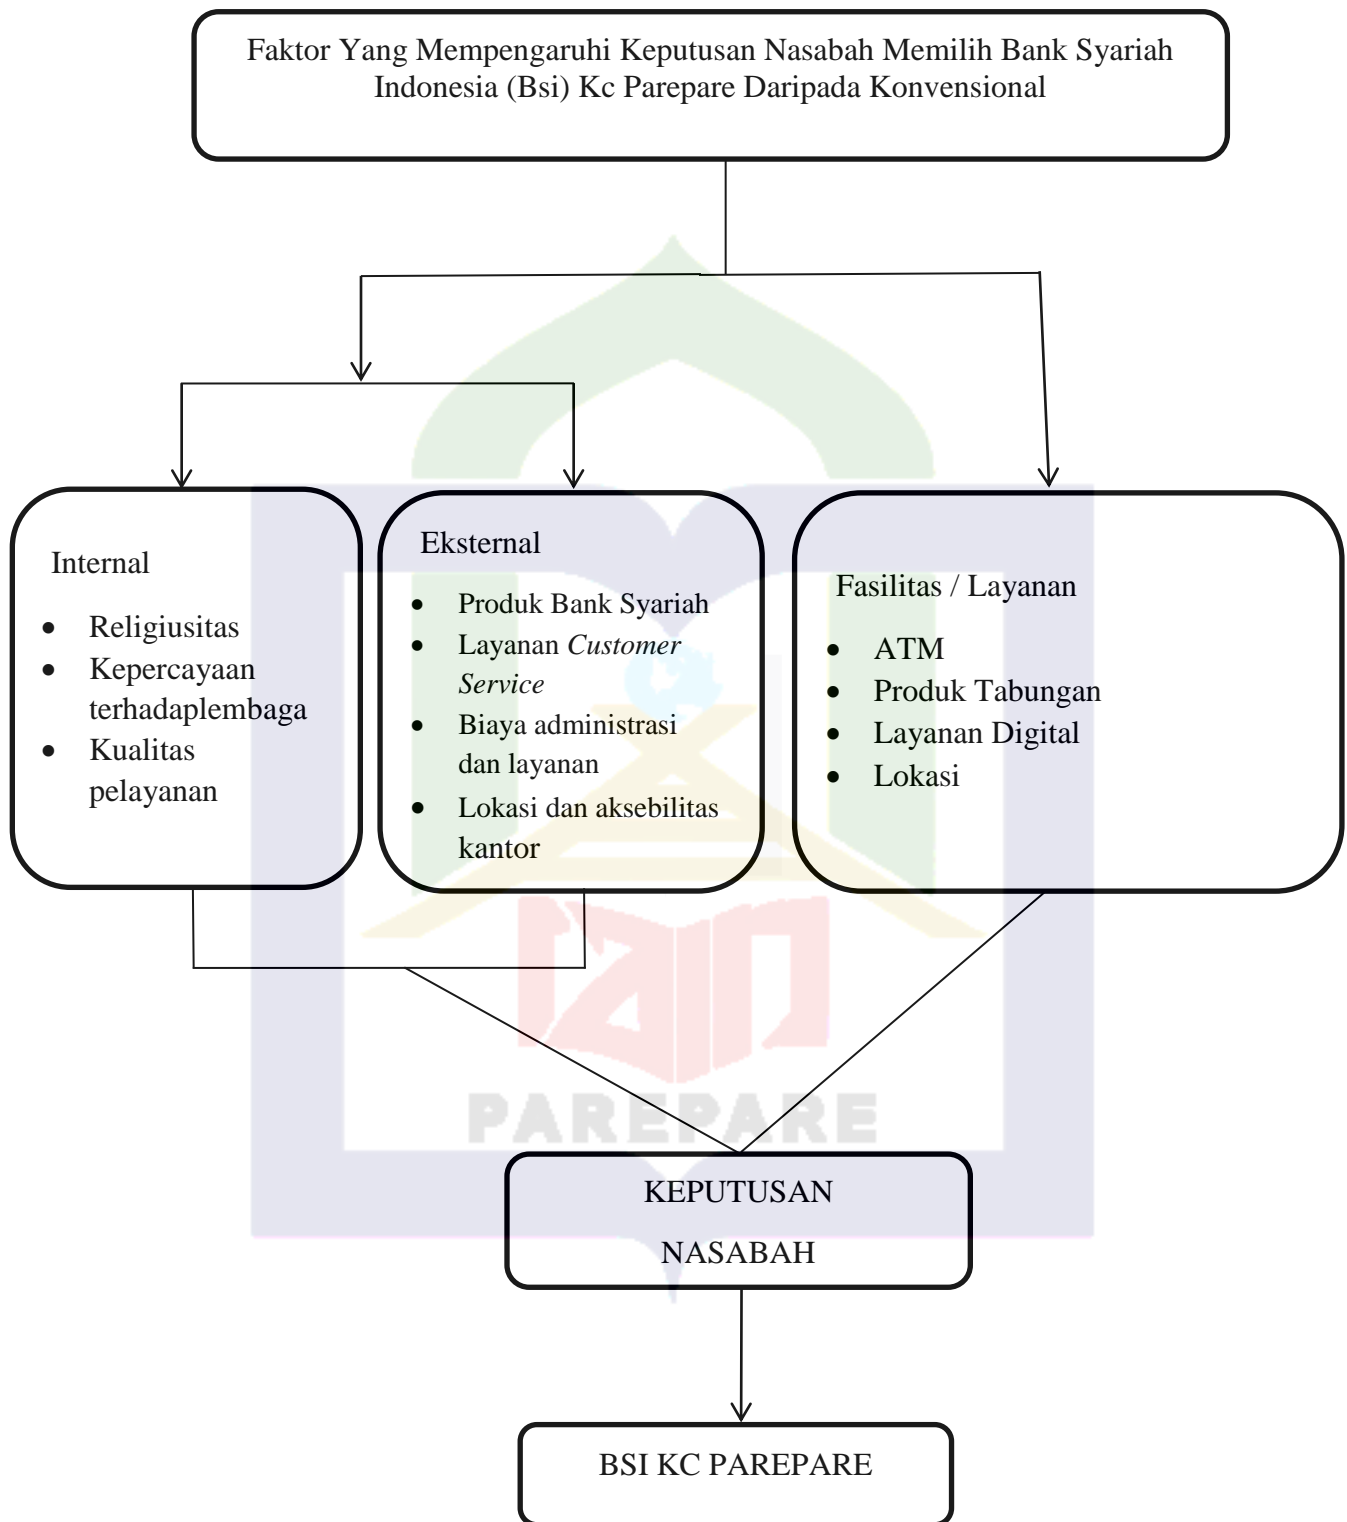 Faktor Yang Mempengaruhi Keputusan Nasabah Memilih Bank Syariah
Indonesia (Bsi) Kc Parepare Daripada Konvensional
Internal
• Religiusitas
• Kepercayaan
terhadaplembaga
• Kualitas
pelayanan
Eksternal
• Produk Bank Syariah
• Layanan Customer
Service
• Biaya administrasi
dan layanan
• Lokasi dan aksebilitas
kantor
Fasilitas / Layanan
• ATM
• Produk Tabungan
• Layanan Digital
• Lokasi
iain
PAREPARE
KEPUTUSAN
NASABAH
BSI KC PAREPARE